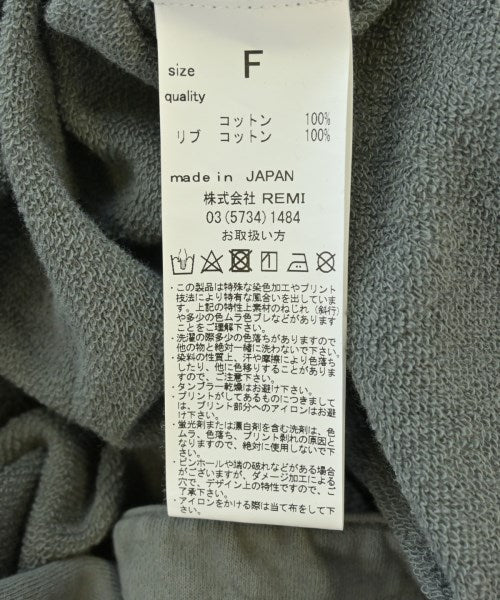 size F
quality
コットン 100%
リブ コットン 100%
made in JAPAN
株式会社 REMI
03(5734)1484
お取扱い方
・この製品は特殊な染色加工やプリント
技法により特有な風合いを出していま
す。上記の特性上素材のねじれ(斜行)
や多少の色ムラ色ブレなどがあります
ことをご理解下さい。
・洗濯の際多少の色落ちがありますので
他の物と絶対一緒に洗わないで下さい。
・染料の性質上、汗や摩擦により色落ち
したり、他に色移りすることがありま
すので、ご注意下さい。
・タンブラー乾燥はお避け下さい。
・プリントがしてあるものにつきまして
は、プリント部分へのアイロンはお避
け下さい。
・蛍光剤または漂白剤を含む洗剤は、色
ムラ、色落ち、プリント剥れの原因と
なりますので、絶対に使用しないで下
さい。
・ピンホールや端の破れなどがある場合
がございますが、ダメージ加工による
穴で、デザイン上の特性ですので、ご
了承下さい。
・アイロンをかける際は当て布をして下
さい。